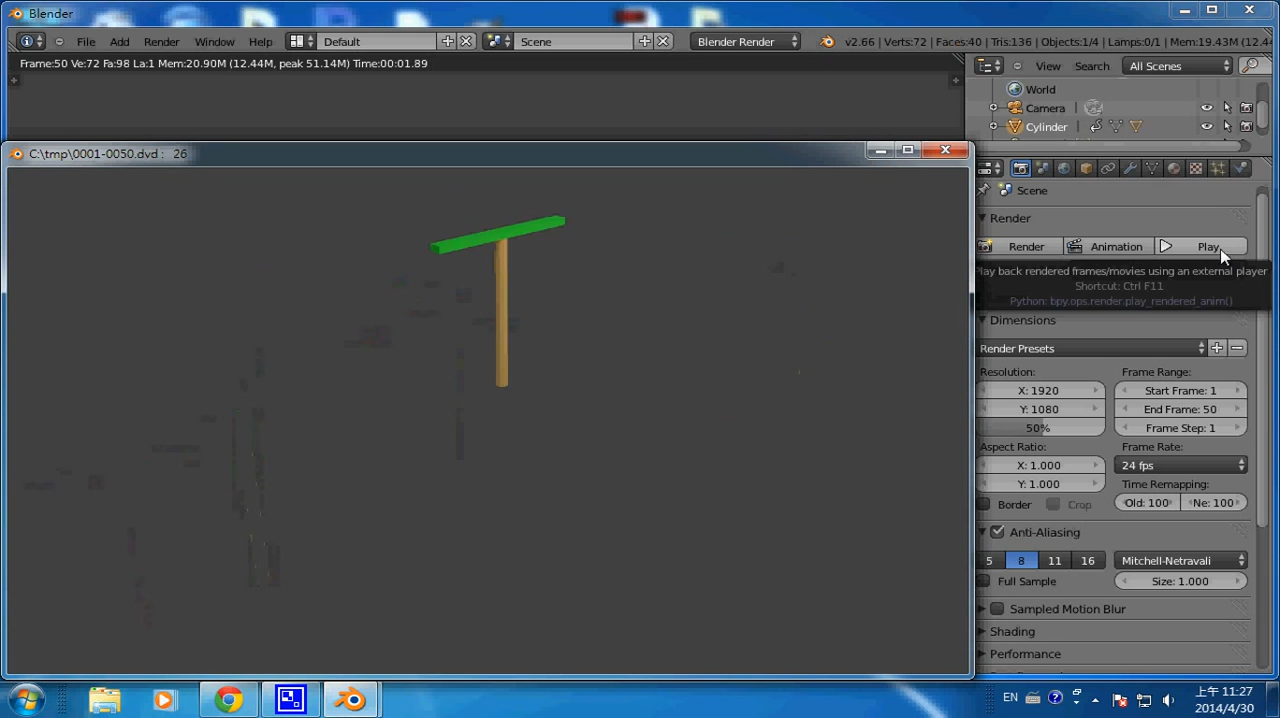 Blender
File Add Render Window Help Default Scene Blender Render v2.66 | Verts:72 | Faces:40 | Tris:136 | Objects:1/4 | Lamps:0/1 | Mem:19.43M (12.4
Frame:50 Ve:72 Fa:98 La:1 Mem:20.90M (12.44M, peak 51.14M) Time:00:01.89
View Search All Scenes
World
Camera
Cylinder
C:\tmp\0001-0050.dvd : 26
Scene
Render
Render Animation Play
Play back rendered frames/movies using an external player
Shortcut: Ctrl F11
Python: bpy.ops.render.play_rendered_anim()
Dimensions
Render Presets
Resolution: Frame Range:
X: 1920 Start Frame: 1
Y: 1080 End Frame: 50
50% Frame Step: 1
Aspect Ratio: Frame Rate:
X: 1.000 24 fps
Y: 1.000 Time Remapping:
Border Crop Old: 100 Ne: 100
Anti-Aliasing
5 8 11 16 Mitchell-Netravali
Full Sample Size: 1.000
Sampled Motion Blur
Shading
Performance
EN 上午 11:27
2014/4/30